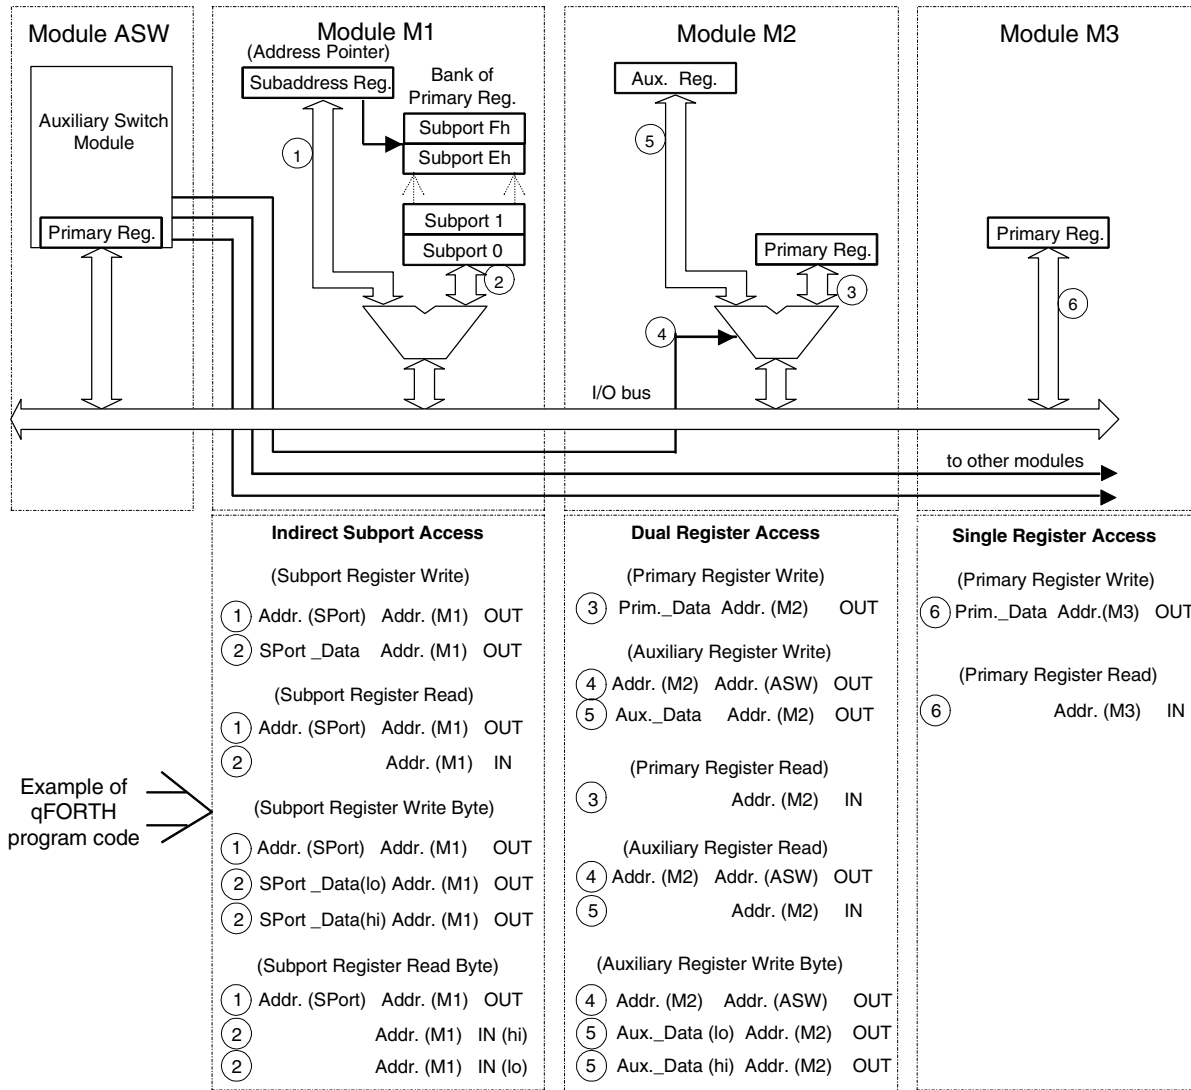 Module ASW
Auxiliary Switch
Module
Primary Reg.
Module M1
(Address Pointer)
Subaddress Reg.
Bank of
Primary Reg.
Subport Fh
Subport Eh
Subport 1
Subport 0
1
2
Module M2
Aux. Reg.
5
Primary Reg.
3
4
I/O bus
Module M3
Primary Reg.
6
to other modules
Example of
qFORTH
program code
Indirect Subport Access
(Subport Register Write)
1 Addr. (SPort) Addr. (M1) OUT
2 SPort _Data Addr. (M1) OUT
(Subport Register Read)
1 Addr. (SPort) Addr. (M1) OUT
2 Addr. (M1) IN
(Subport Register Write Byte)
1 Addr. (SPort) Addr. (M1) OUT
2 SPort _Data(lo) Addr. (M1) OUT
2 SPort _Data(hi) Addr. (M1) OUT
(Subport Register Read Byte)
1 Addr. (SPort) Addr. (M1) OUT
2 Addr. (M1) IN (hi)
2 Addr. (M1) IN (lo)
Dual Register Access
(Primary Register Write)
3 Prim._Data Addr. (M2) OUT
(Auxiliary Register Write)
4 Addr. (M2) Addr. (ASW) OUT
5 Aux._Data Addr. (M2) OUT
(Primary Register Read)
3 Addr. (M2) IN
(Auxiliary Register Read)
4 Addr. (M2) Addr. (ASW) OUT
5 Addr. (M2) IN
(Auxiliary Register Write Byte)
4 Addr. (M2) Addr. (ASW) OUT
5 Aux._Data (lo) Addr. (M2) OUT
5 Aux._Data (hi) Addr. (M2) OUT
Single Register Access
(Primary Register Write)
6 Prim._Data Addr.(M3) OUT
(Primary Register Read)
6 Addr. (M3) IN